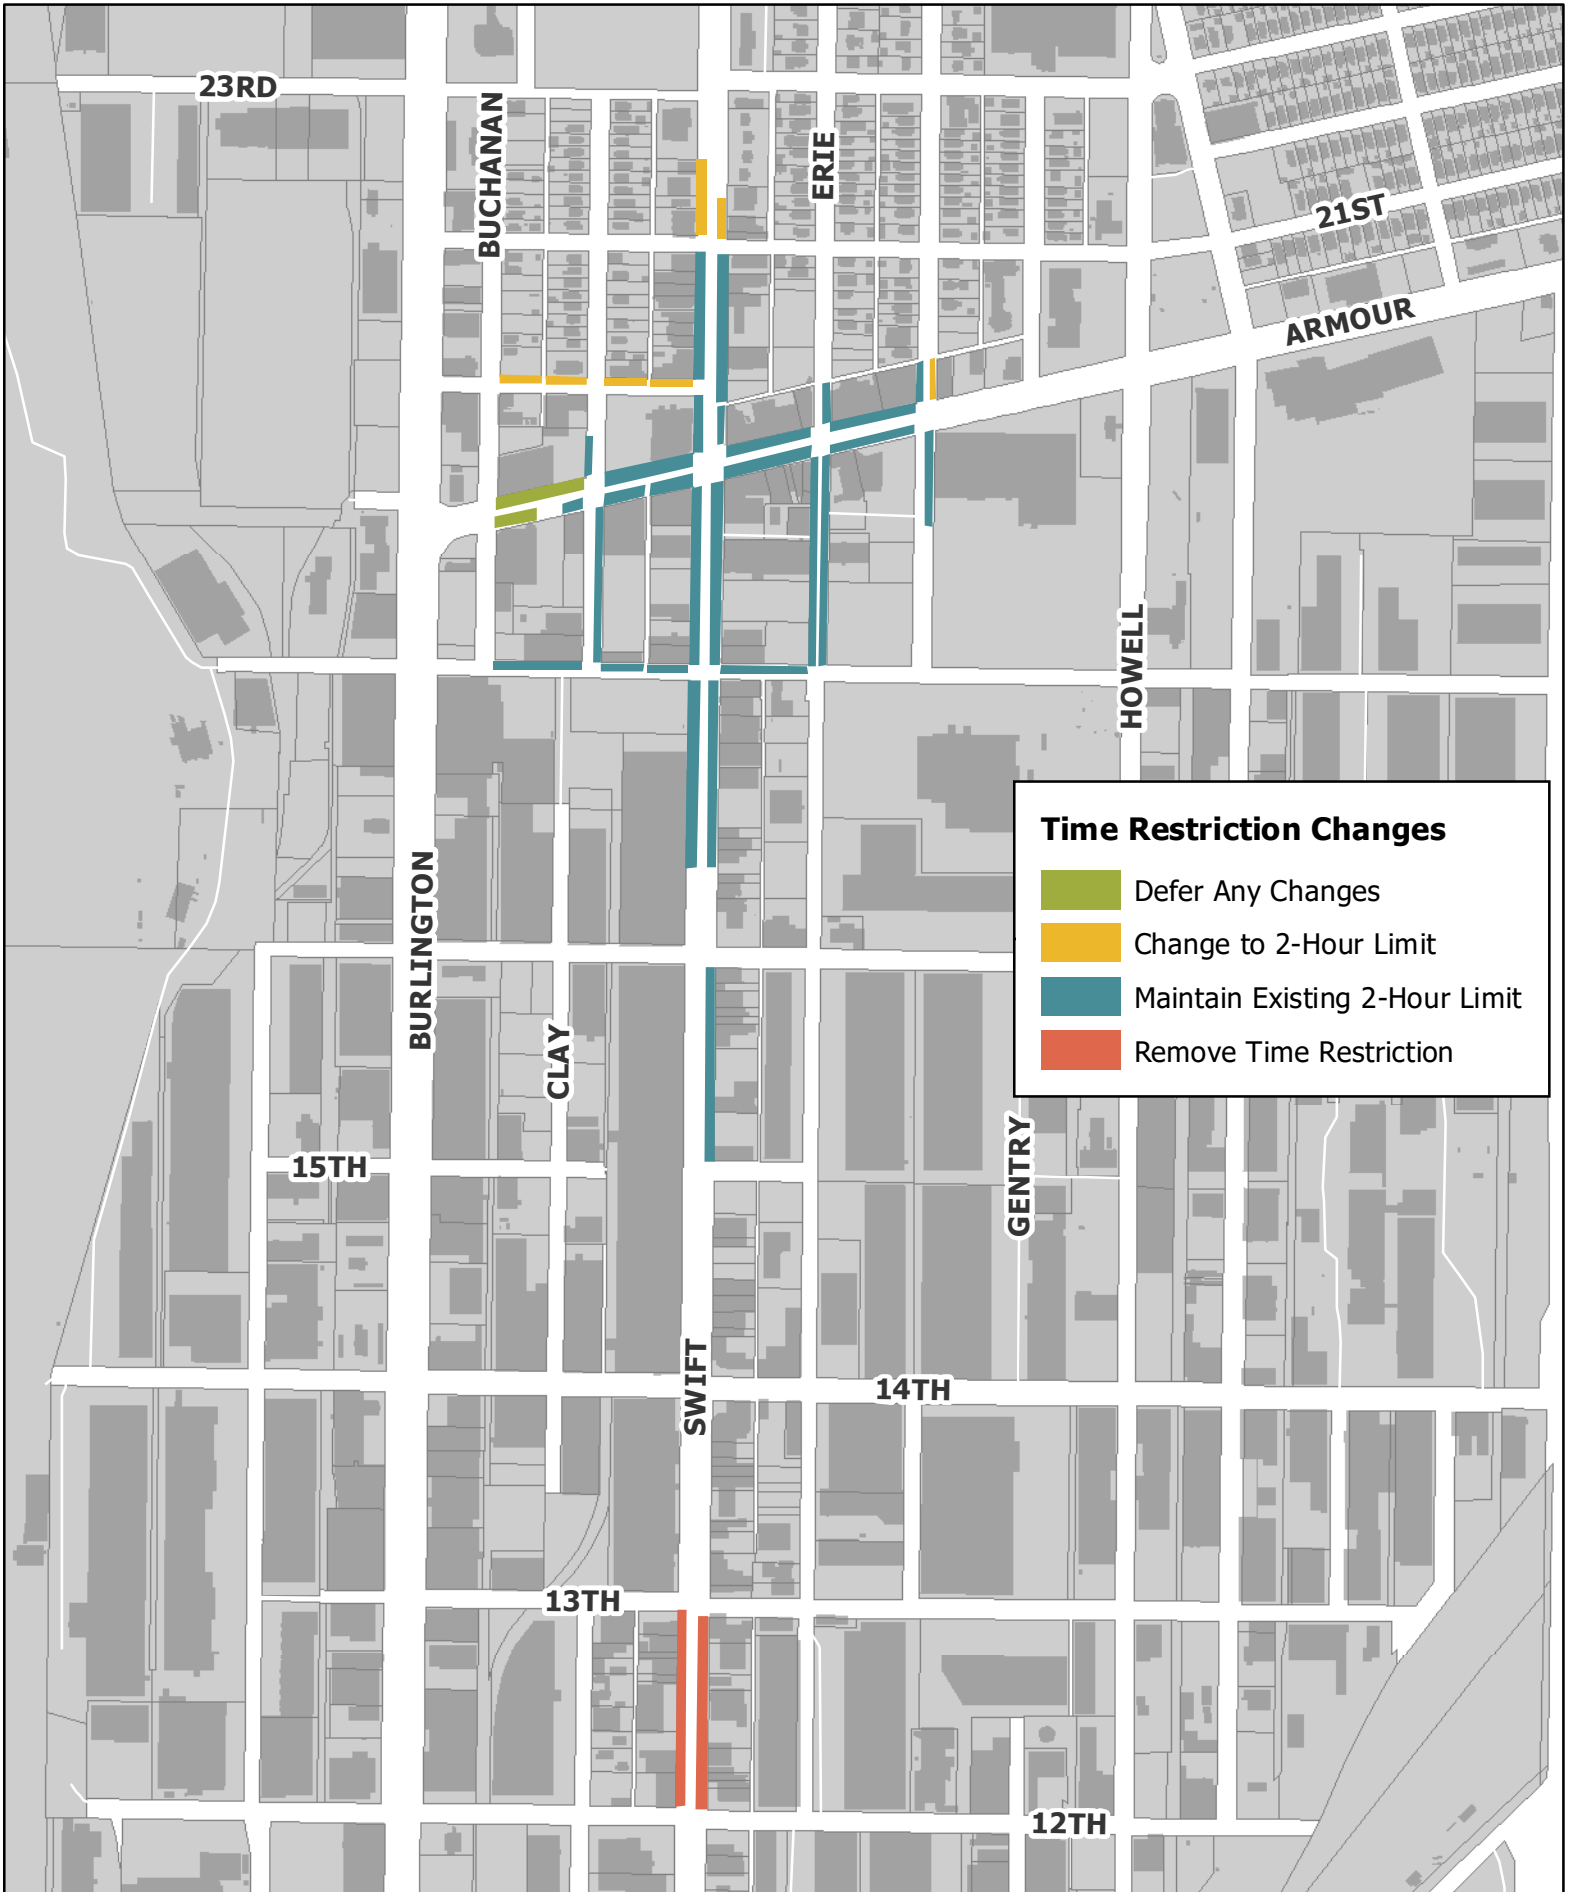 23RD
BUCHANAN
ERIE
21ST
ARMOUR
HOWELL
Time Restriction Changes
Defer Any Changes
Change to 2-Hour Limit
Maintain Existing 2-Hour Limit
Remove Time Restriction
BURLINGTON
CLAY
15TH
GENTRY
SWIFT
14TH
13TH
12TH